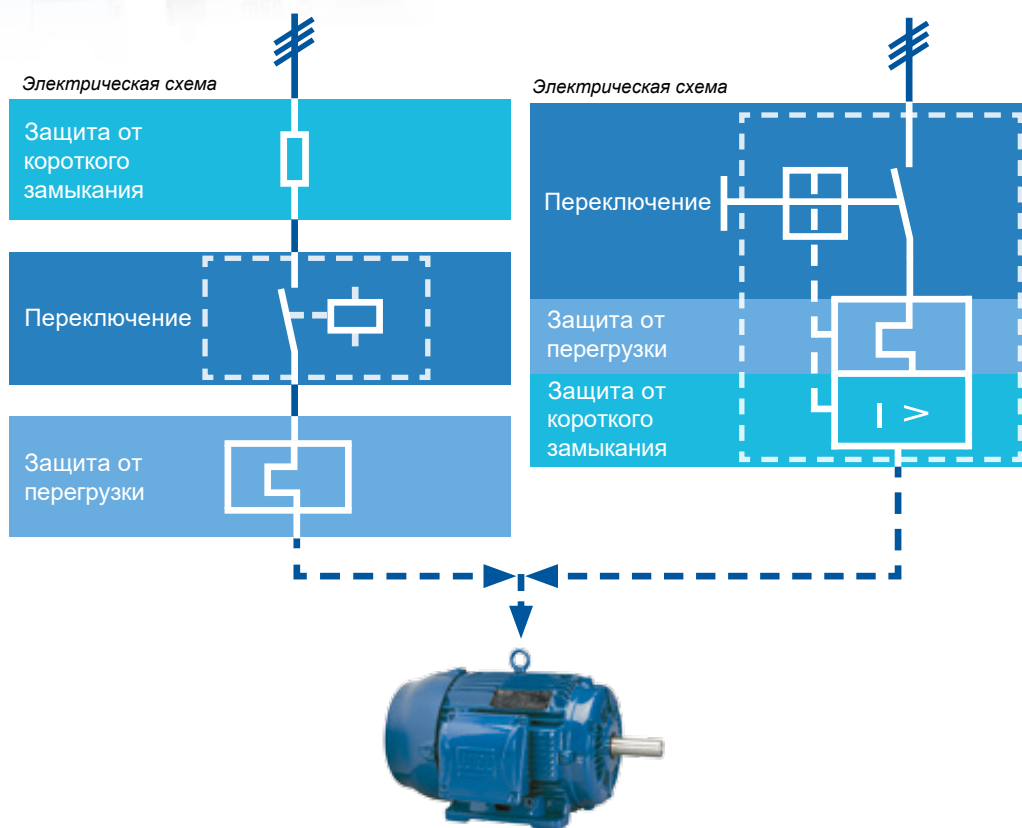 Электрическая схема
Защита от
короткого
замыкания
Переключение
Защита от
перегрузки
Электрическая схема
Переключение
Защита от
перегрузки
Защита от
короткого
замыкания
I >